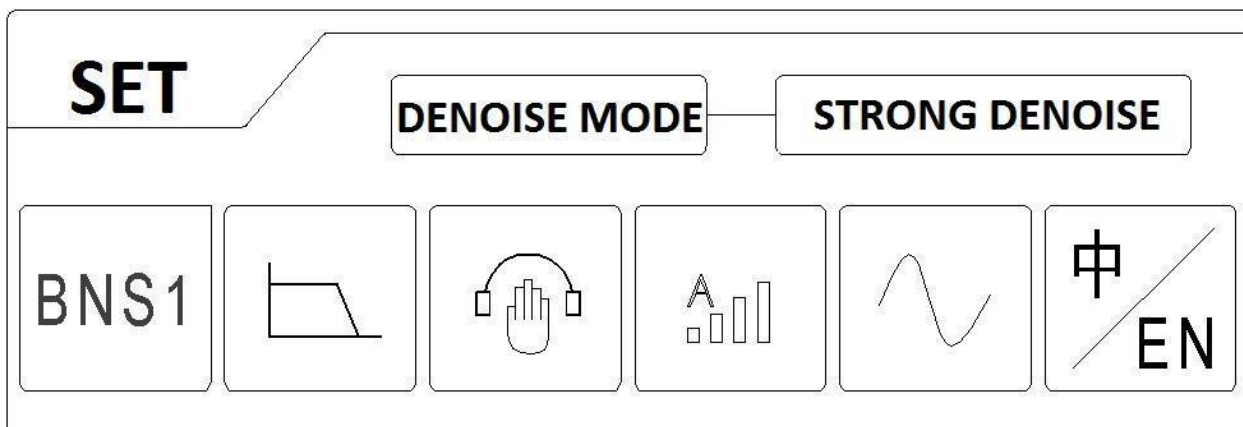 SET
DENOISE MODE
STRONG DENOISE
BNS1
A
中
EN